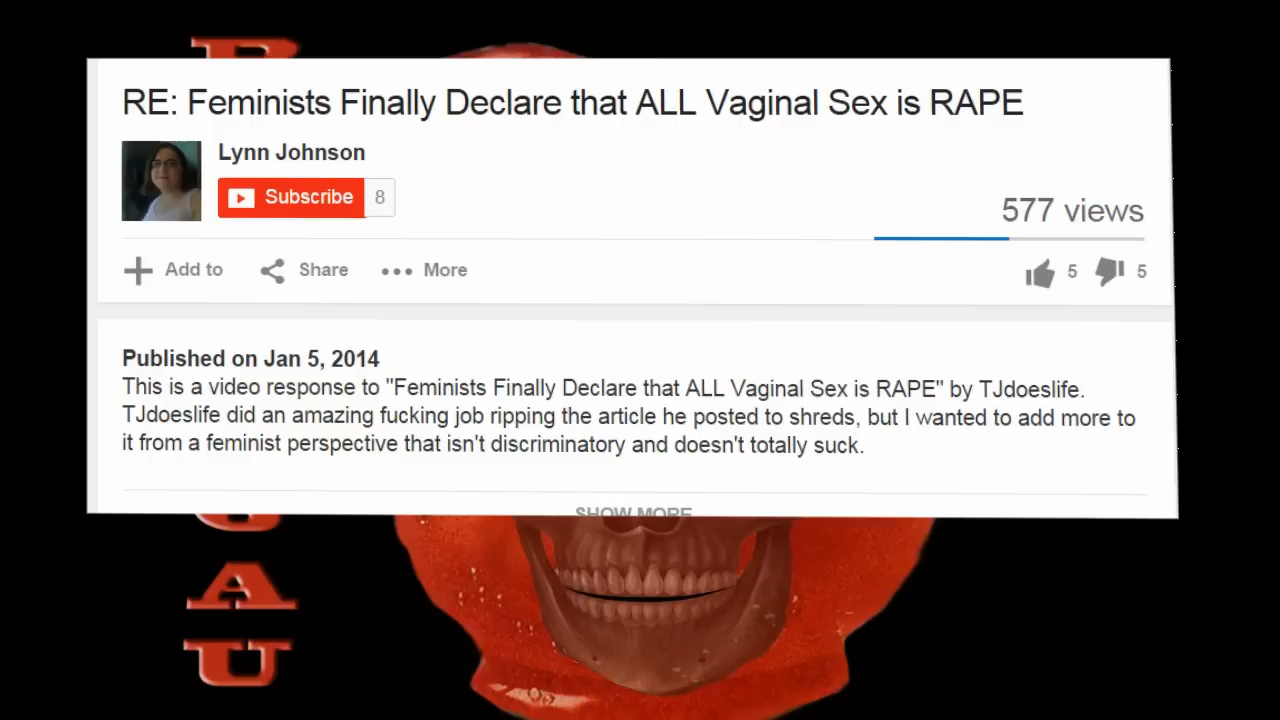 RE: Feminists Finally Declare that ALL Vaginal Sex is RAPE
Lynn Johnson
Subscribe 8
577 views
Add to Share More 5 5
Published on Jan 5, 2014
This is a video response to "Feminists Finally Declare that ALL Vaginal Sex is RAPE" by TJdoeslife.
TJdoeslife did an amazing fucking job ripping the article he posted to shreds, but I wanted to add more to
it from a feminist perspective that isn't discriminatory and doesn't totally suck.
SHOW MORE
A
U